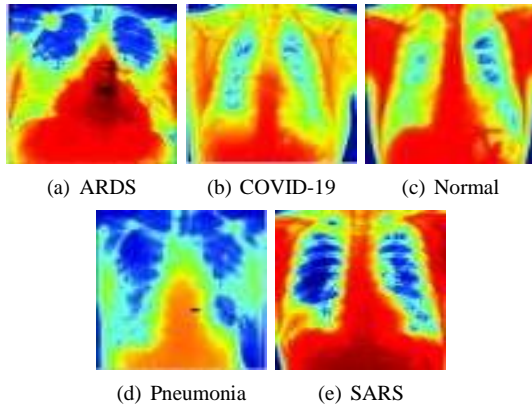 (a) ARDS
(b) COVID-19
(c) Normal
(d) Pneumonia
(e) SARS